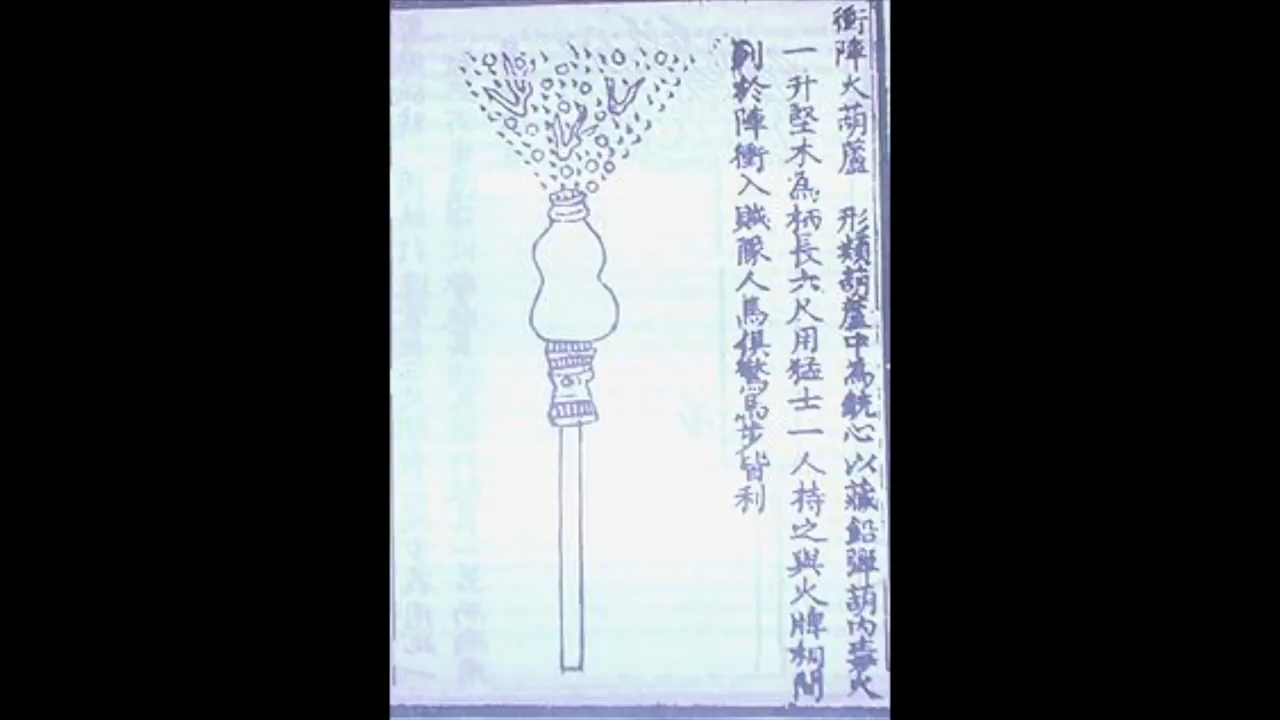 衝陣火葫蘆 形類葫蘆中為銃心以藏鉛彈葫內毒火
一升堅木為柄長六尺用猛士一人持之與火牌相間
列於陣衝入賊隊人馬俱驚馬步皆利